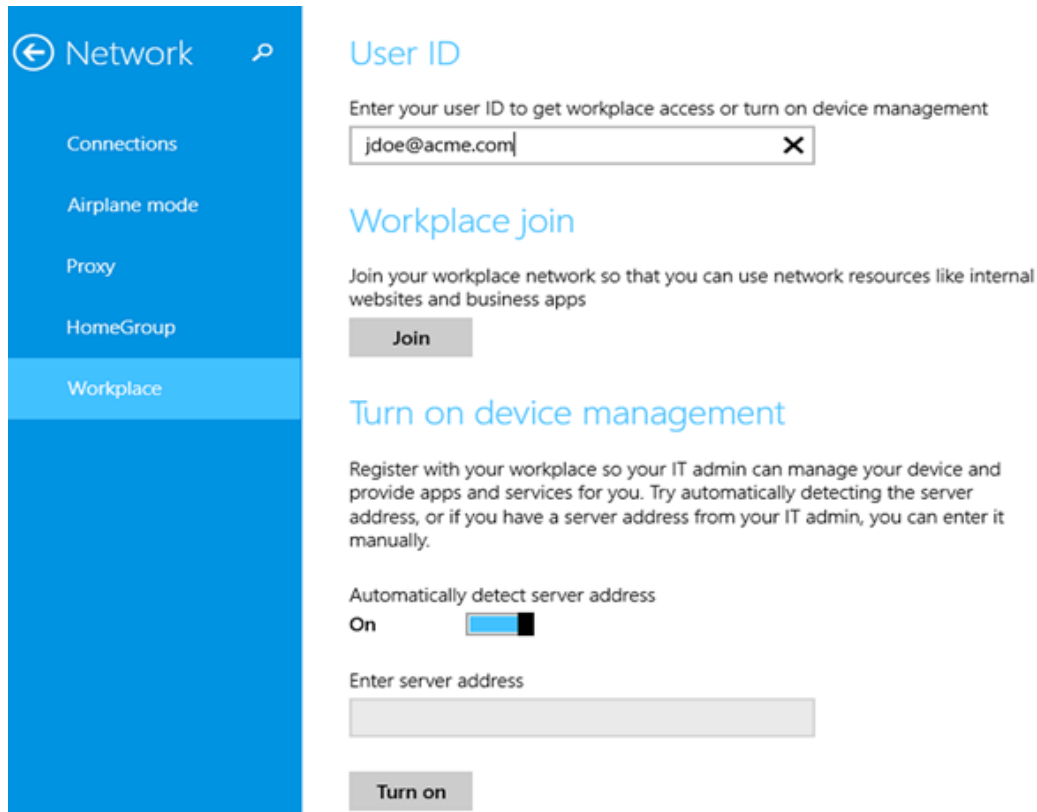 Network
Connections
Airplane mode
Proxy
HomeGroup
Workplace
User ID
Enter your user ID to get workplace access or turn on device management
jdoe@acme.com
Workplace join
Join your workplace network so that you can use network resources like internal
websites and business apps
Join
Turn on device management
Register with your workplace so your IT admin can manage your device and
provide apps and services for you. Try automatically detecting the server
address, or if you have a server address from your IT admin, you can enter it
manually.
Automatically detect server address
On
Enter server address
Turn on